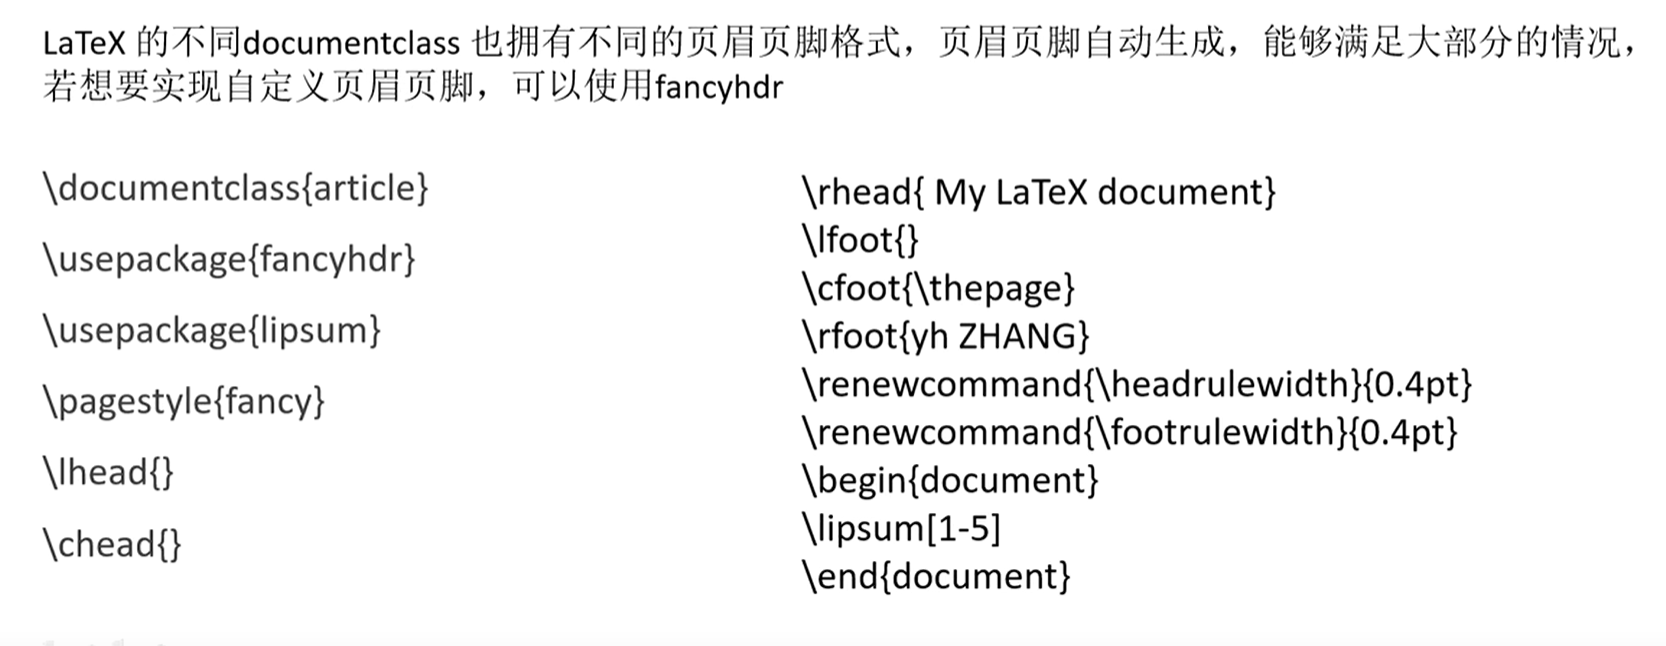 LaTeX 的不同documentclass 也拥有不同的页眉页脚格式，页眉页脚自动生成，能够满足大部分的情况，
若想要实现自定义页眉页脚，可以使用fancyhdr
\documentclass{article}
\usepackage{fancyhdr}
\usepackage{lipsum}
\pagestyle{fancy}
\lhead{}
\chead{}
\rhead{ My LaTeX document}
\lfoot{}
\cfoot{\thepage}
\rfoot{yh ZHANG}
\renewcommand{\headrulewidth}{0.4pt}
\renewcommand{\footrulewidth}{0.4pt}
\begin{document}
\lipsum[1-5]
\end{document}